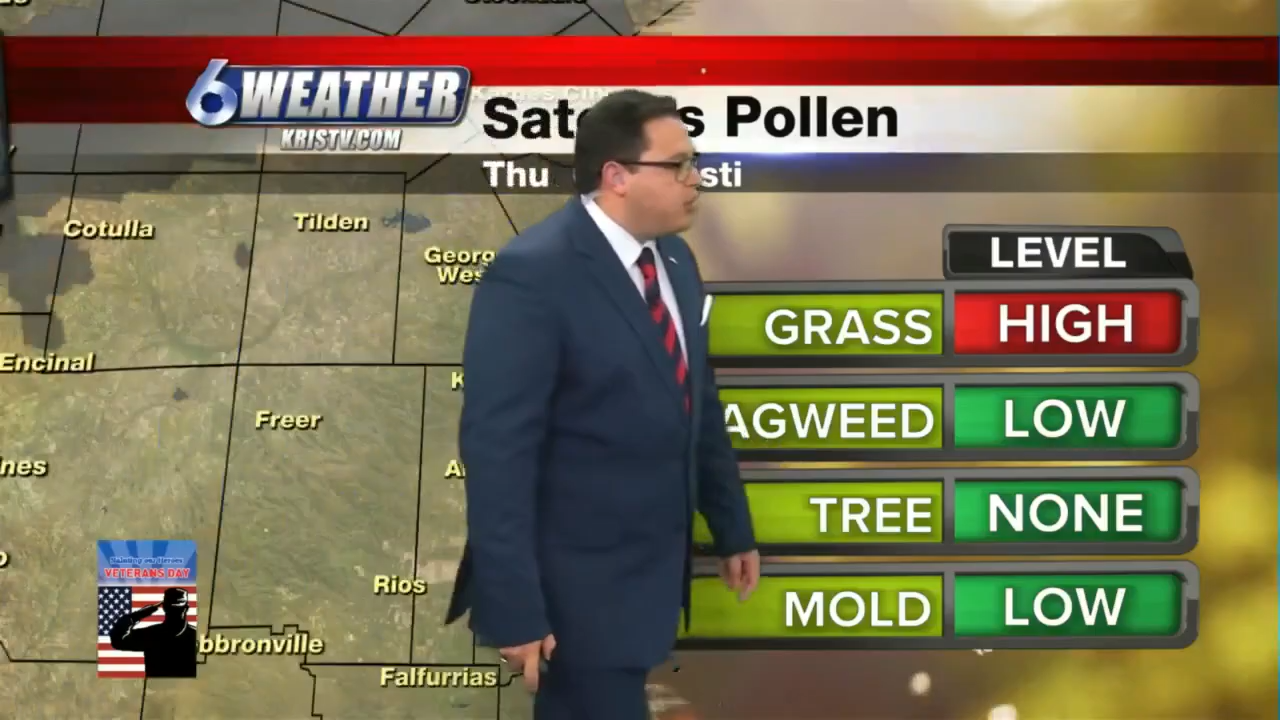 6WEATHER
KRISTV.COM
Sat s Pollen
Thu sti
Cotulla
Tilden
Georg
Wes
LEVEL
GRASS HIGH
Encinal
K
AGWEED LOW
Freer
nes
A
TREE NONE
VETERANS DAY
Rios
MOLD LOW
bbronville
Falfurrias